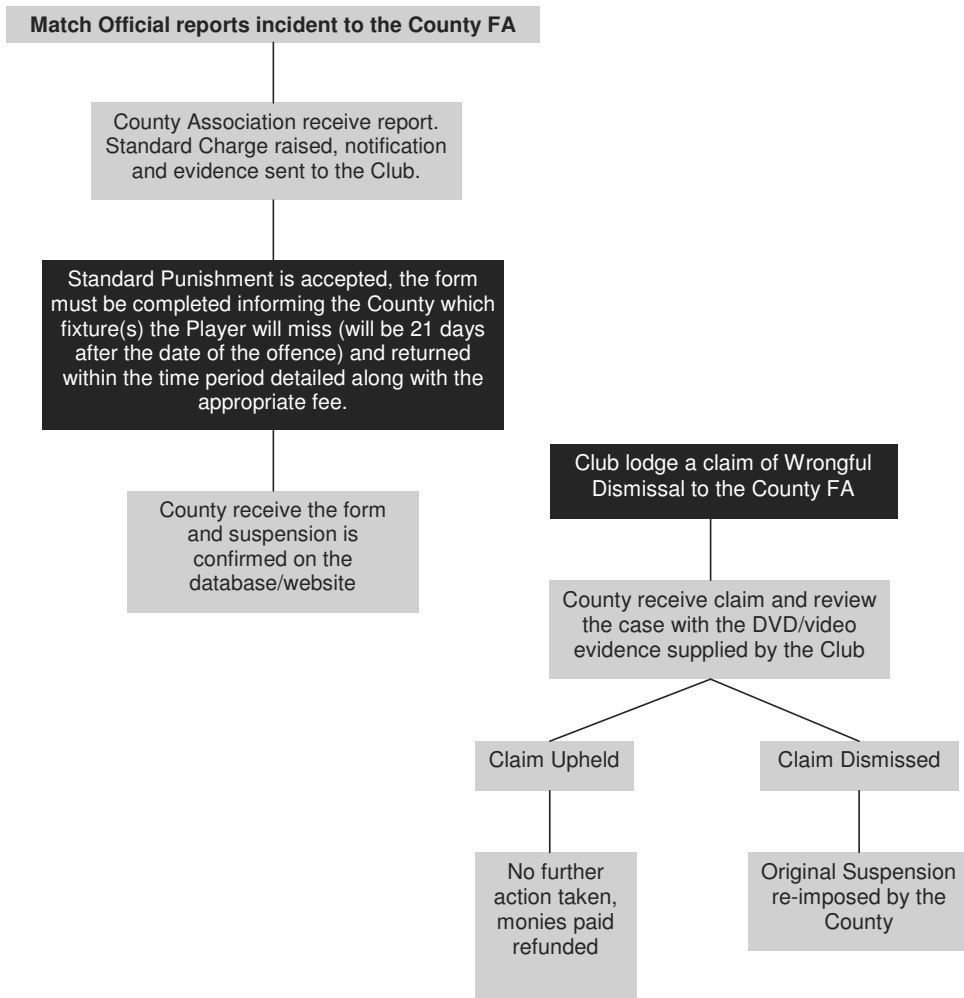 Match Official reports incident to the County FA
County Association receive report.
Standard Charge raised, notification
and evidence sent to the Club.
Standard Punishment is accepted, the form
must be completed informing the County which
fixture(s) the Player will miss (will be 21 days
after the date of the offence) and returned
within the time period detailed along with the
appropriate fee.
County receive the form
and suspension is
confirmed on the
database/website
Club lodge a claim of Wrongful
Dismissal to the County FA
County receive claim and review
the case with the DVD/video
evidence supplied by the Club
Claim Upheld
No further
action taken,
monies paid
refunded
Claim Dismissed
Original Suspension
re-imposed by the
County